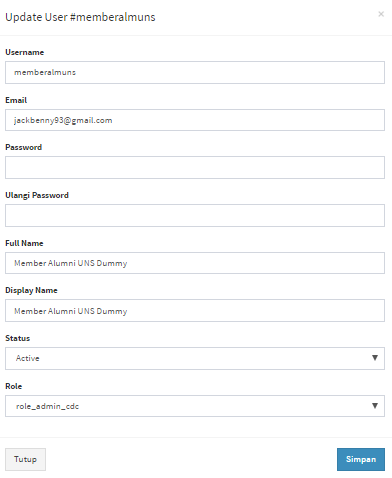 Update User #memberalmuns
×
Username
memberalmuns
Email
jackbenny93@gmail.com
Password
Ulangi Password
Full Name
Member Alumni UNS Dummy
Display Name
Member Alumni UNS Dummy
Status
Active
Role
role_admin_cdc
Tutup
Simpan